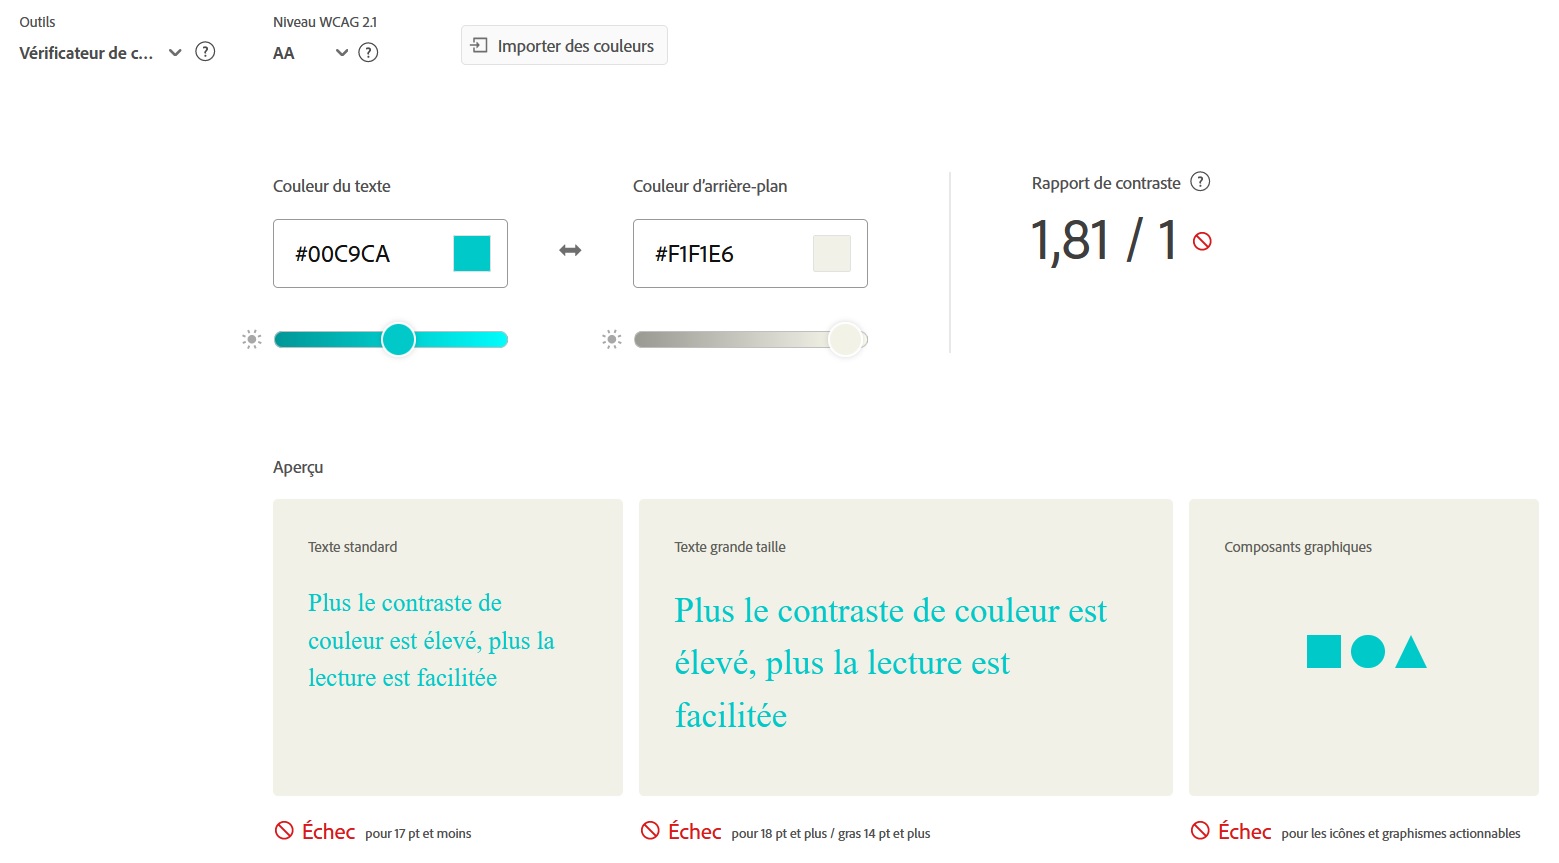 Outils
Vérificateur de c...
Niveau WCAG 2.1
AA
Importer des couleurs
Couleur du texte
#00C9CA
Couleur d'arrière-plan
#F1F1E6
Rapport de contraste
1,81 / 1
Aperçu
Texte standard
Plus le contraste de
couleur est élevé, plus la
lecture est facilitée
Échec pour 17 pt et moins
Texte grande taille
Plus le contraste de couleur est
élevé, plus la lecture est
facilitée
Échec pour 18 pt et plus / gras 14 pt et plus
Composants graphiques
Échec pour les icônes et graphismes actionnables